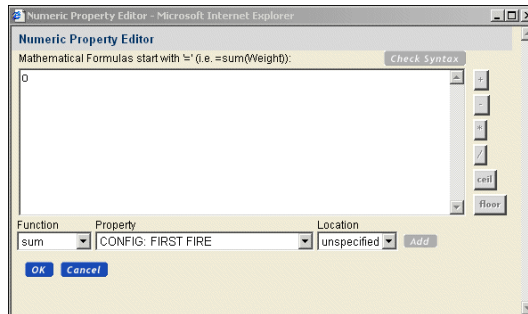 Numeric Property Editor - Microsoft Internet Explorer
Numeric Property Editor
Mathematical Formulas start with '=' (i.e. =sum(Weight)):
Check Syntax
0
+
-
*
/
ceil
floor
Function Property Location
sum CONFIG: FIRST FIRE unspecified Add
OK Cancel